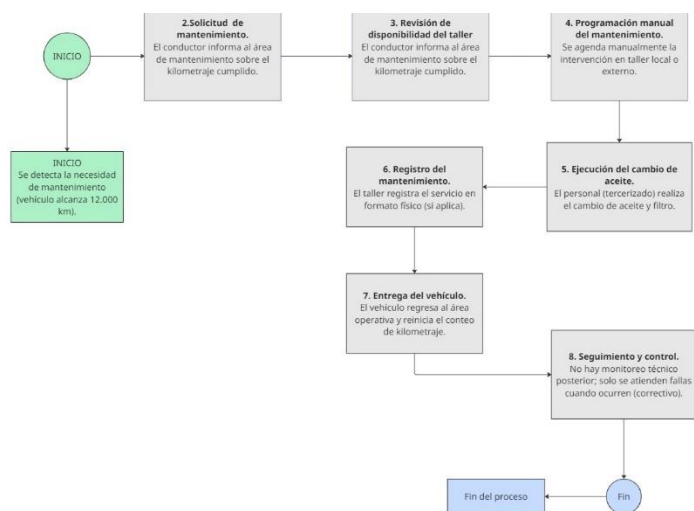 INICIO
2.Solicitud de
mantenimiento.
El conductor informa al área
de mantenimiento sobre el
kilometraje cumplido.
3. Revisión de
disponibilidad del taller
El conductor informa al área
de mantenimiento sobre el
kilometraje cumplido.
4. Programación manual
del mantenimiento.
Se agenda manualmente la
intervención en taller local o
externo.
INICIO
Se detecta la necesidad
de mantenimiento
(vehículo alcanza 12.000
km).
6. Registro del
mantenimiento.
El taller registra el servicio en
formato físico (si aplica).
5. Ejecución del cambio de
aceite.
El personal (tercerizado) realiza
el cambio de aceite y filtro.
7. Entrega del vehículo.
El vehículo regresa al área
operativa y reinicia el conteo
de kilometraje.
8. Seguimiento y control.
No hay monitoreo técnico
posterior; solo se atienden fallas
cuando ocurren (correctivo).
Fin del proceso
Fin